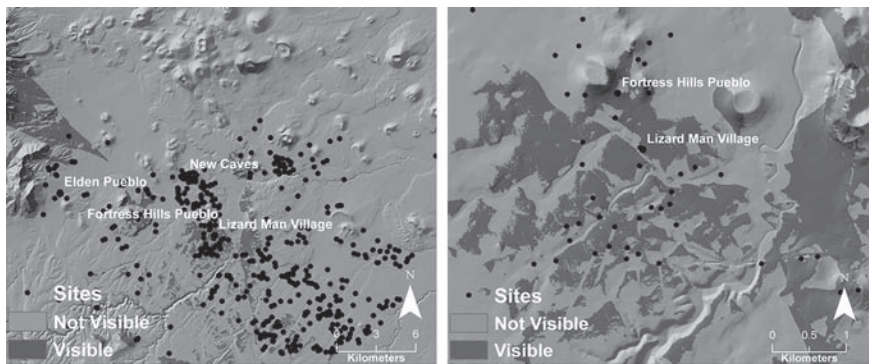 New Caves
Elden Pueblo
Fortress Hills Pueblo
Lizard Man Village
N
Sites
Not Visible
Visible
3 6
Kilometers
Fortress Hills Pueblo
Lizard Man Village
N
Sites
Not Visible
Visible
0 0.5 1
Kilometers